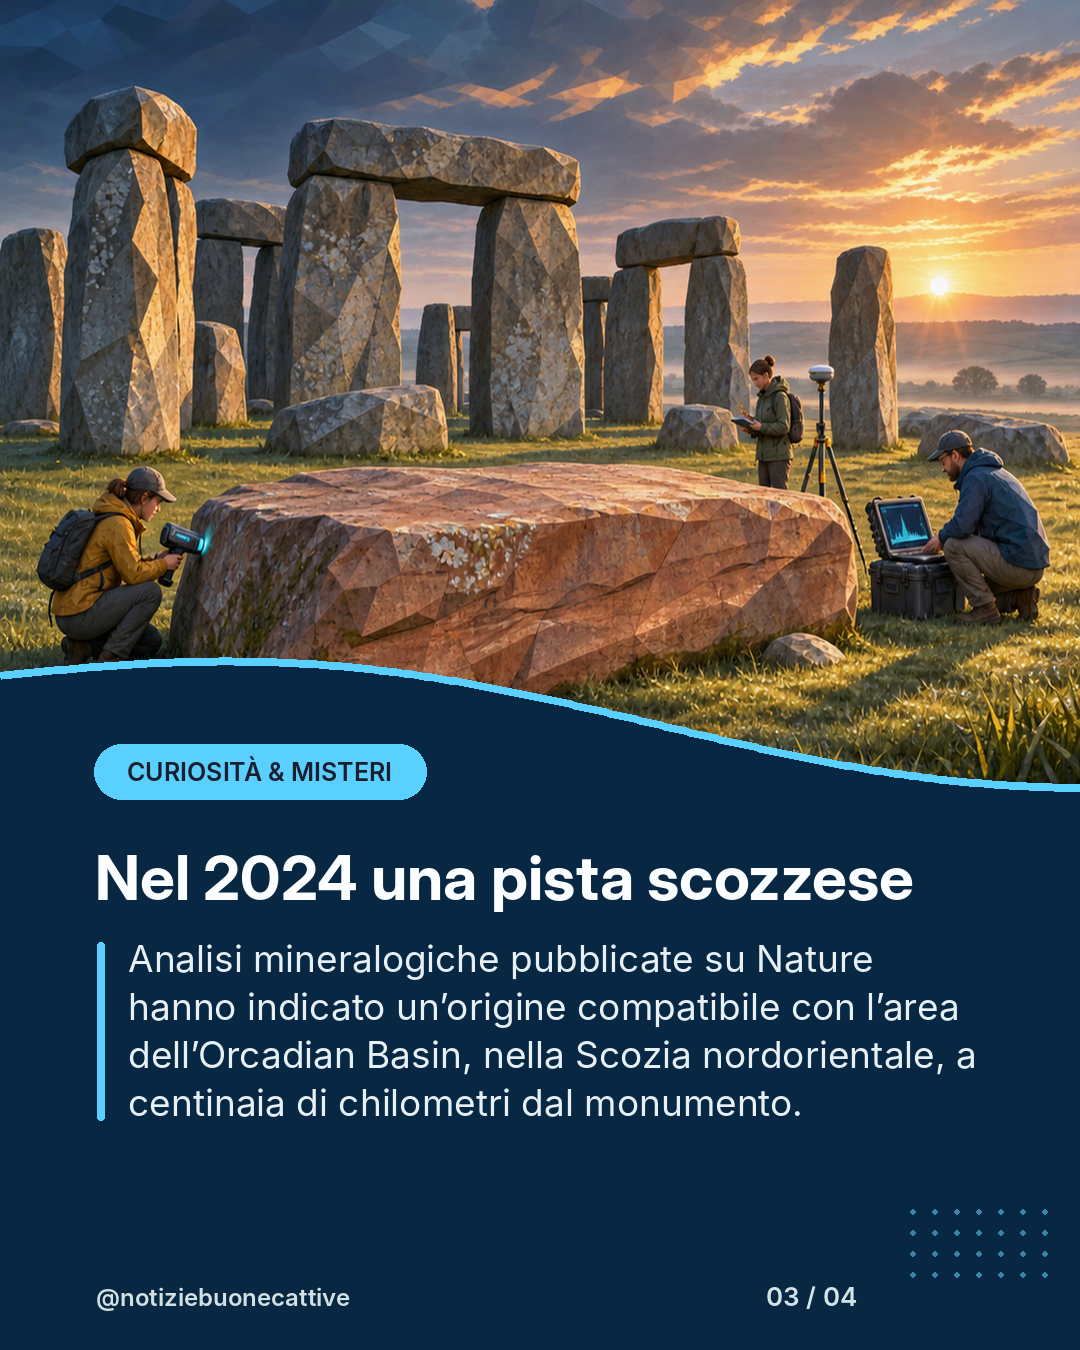 CURIOSITÀ & MISTERI
Nel 2024 una pista scozzese
Analisi mineralogiche pubblicate su Nature
hanno indicato un’origine compatibile con l’area
dell’Orcadian Basin, nella Scozia nordorientale, a
centinaia di chilometri dal monumento.
@notiziebuonecattive
03 / 04